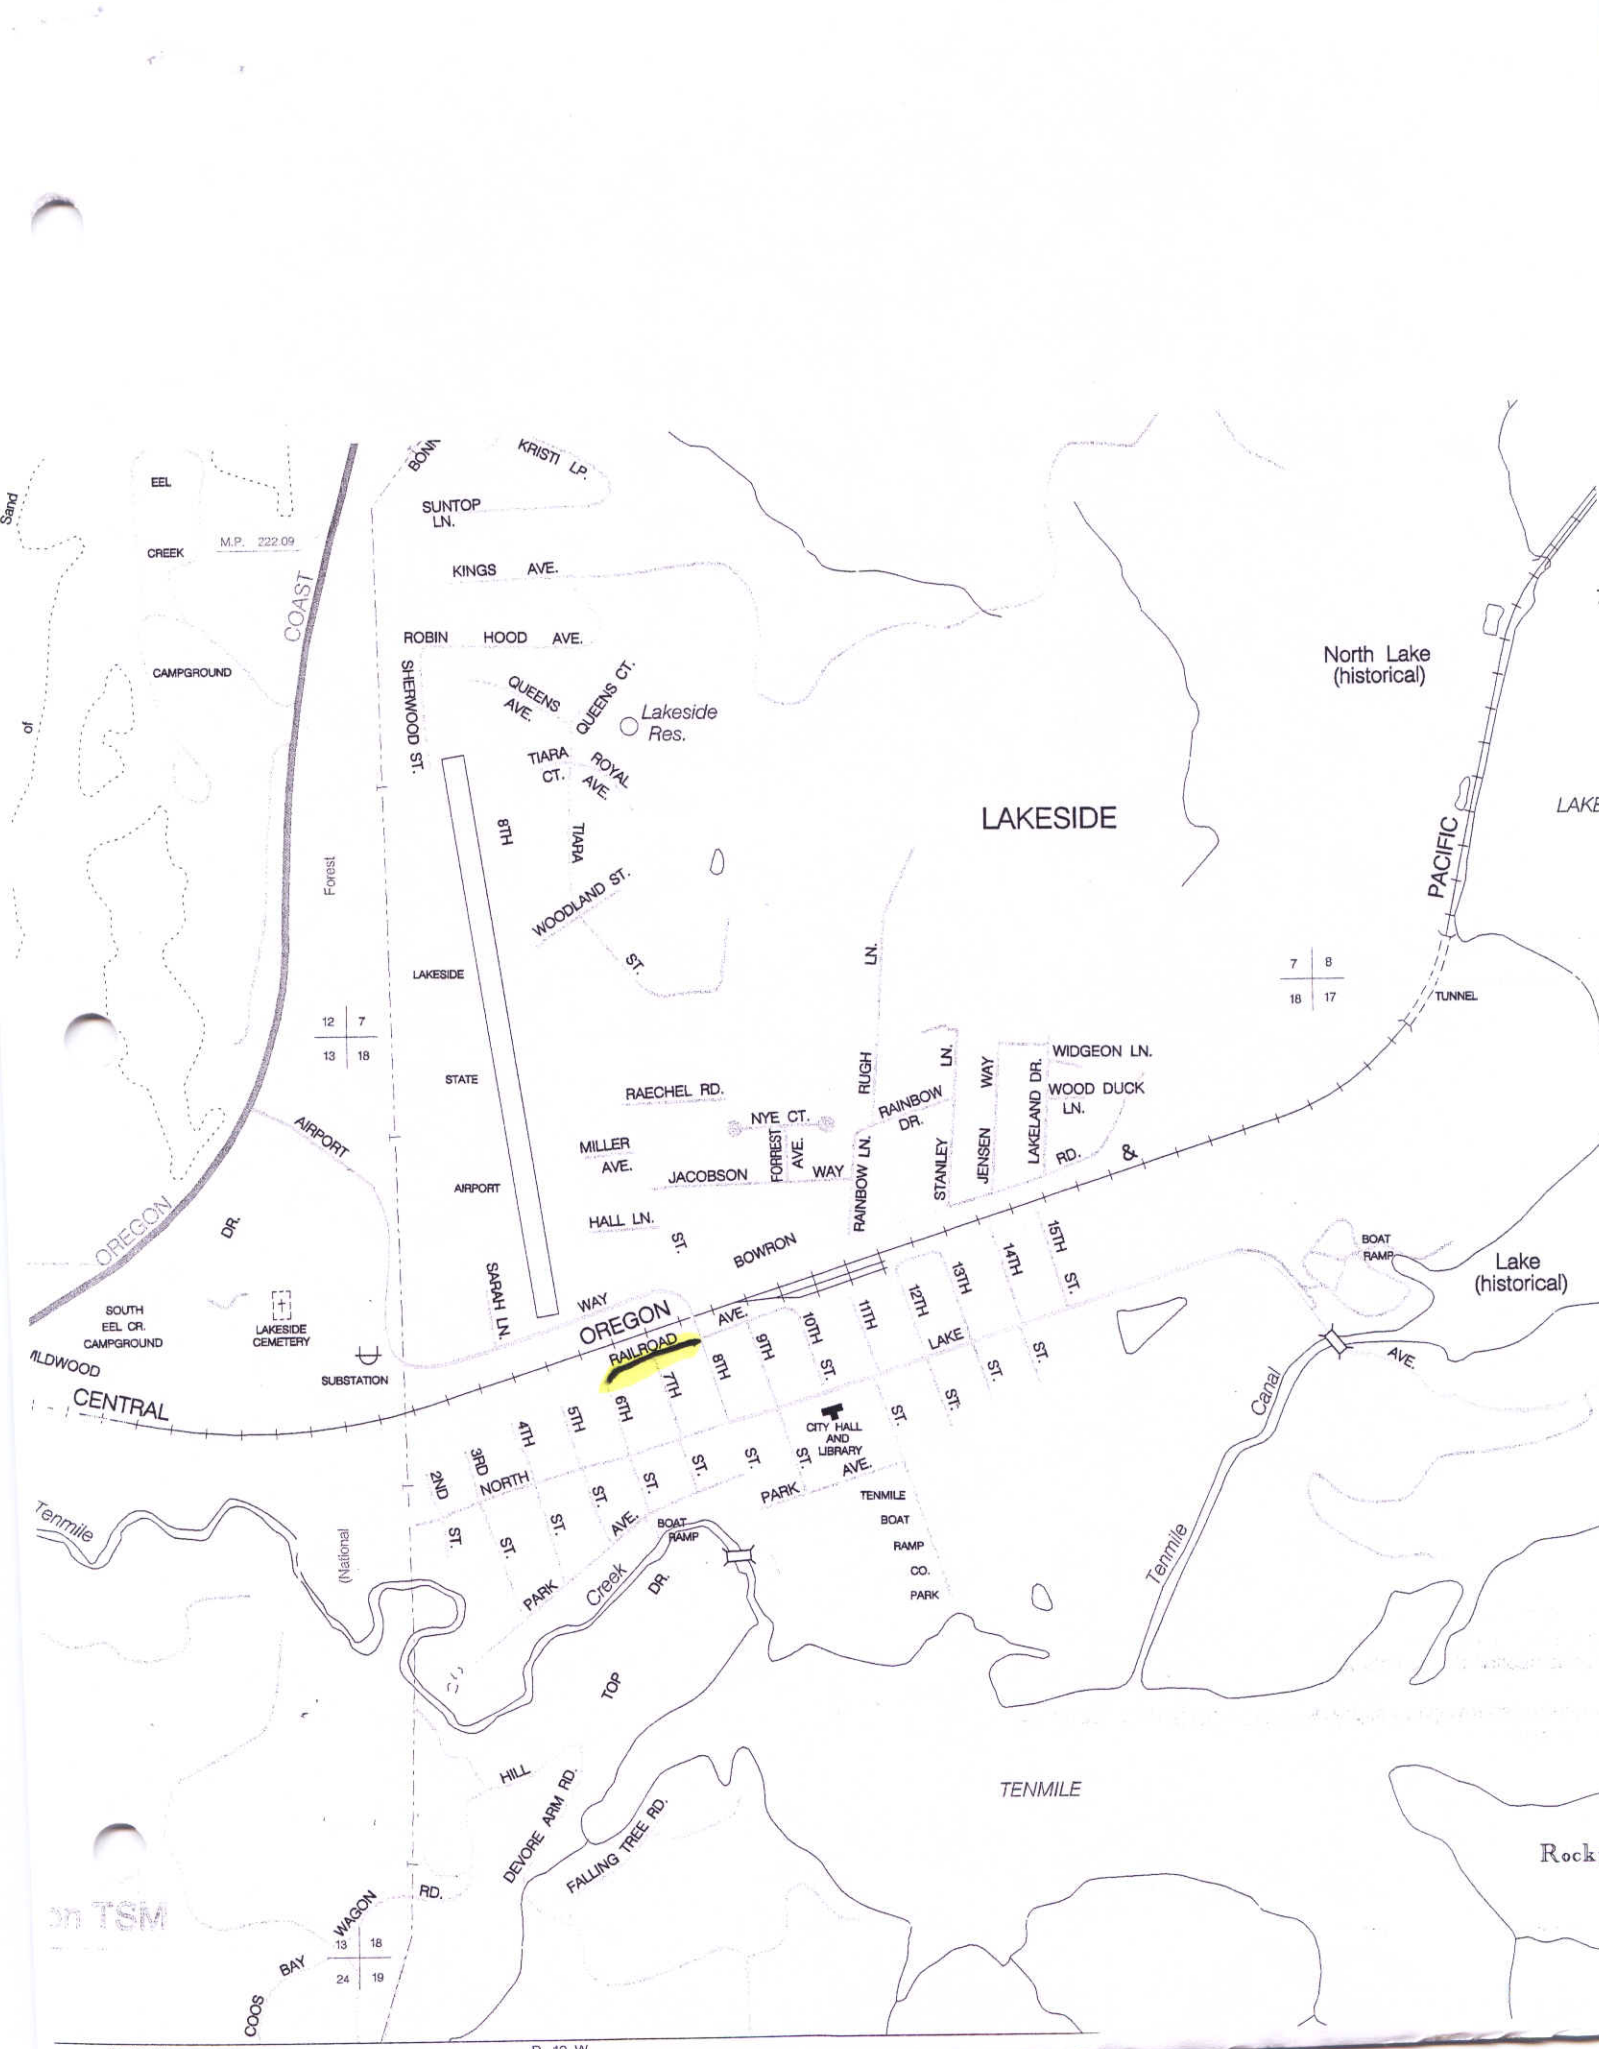 KRISTI LP.
EEL
SUNTOP
LN.
Sand
M.P. 222.09
CREEK
KINGS AVE.
COAST
ROBIN HOOD AVE.
North Lake
(historical)
CAMPGROUND
SHERWOOD ST.
QUEENS
AVE.
QUEENS CT.
Lakeside
Res.
of
TIARA
CT.
ROYAL
AVE.
LAKESIDE
8TH
TIARA
PACIFIC
Forest
WOODLAND ST.
ST.
LN.
LAKESIDE
7 8
18 17
TUNNEL
12 7
13 18
STATE
RAECHEL RD.
RUGH
LN.
WAY
LAKELAND DR.
WIDGEON LN.
WOOD DUCK
LN.
RAINBOW
DR.
NYE CT.
AIRPORT
MILLER
AVE.
FORREST
AVE.
JACOBSON WAY
RAINBOW LN.
STANLEY
JENSEN
RD.
&
AIRPORT
OREGON
DR.
HALL LN.
ST.
BOWRON
15TH
ST.
14TH
13TH
12TH
11TH
10TH
9TH
8TH
BOAT
RAMP
Lake
(historical)
SARAH LN.
WAY
OREGON
AVE.
RAILROAD
SOUTH
EEL CR.
CAMPGROUND
LAKESIDE
CEMETERY
SUBSTATION
CENTRAL
LAKE
AVE.
ST.
ST.
ST.
ST.
7TH
6TH
5TH
4TH
3RD
2ND
NORTH
CITY HALL
AND
LIBRARY
AVE.
ST.
ST.
ST.
ST.
ST.
ST.
ST.
ST.
ST.
PARK
TENMILE
BOAT
RAMP
CO.
PARK
Canal
Tenmile
Tenmile
(National
BOAT
RAMP
AVE.
PARK
Creek
DR.
TOP
HILL
TENMILE
DEVORE ARM RD.
FALLING TREE RD.
Rock
RD.
WAGON
13 18
24 19
BAY
COOS